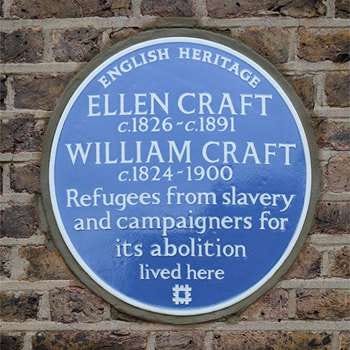 ENGLISH HERITAGE
ELLEN CRAFT
c.1826-c.1891
WILLIAM CRAFT
c.1824-1900
Refugees from slavery
and campaigners for
its abolition
lived here